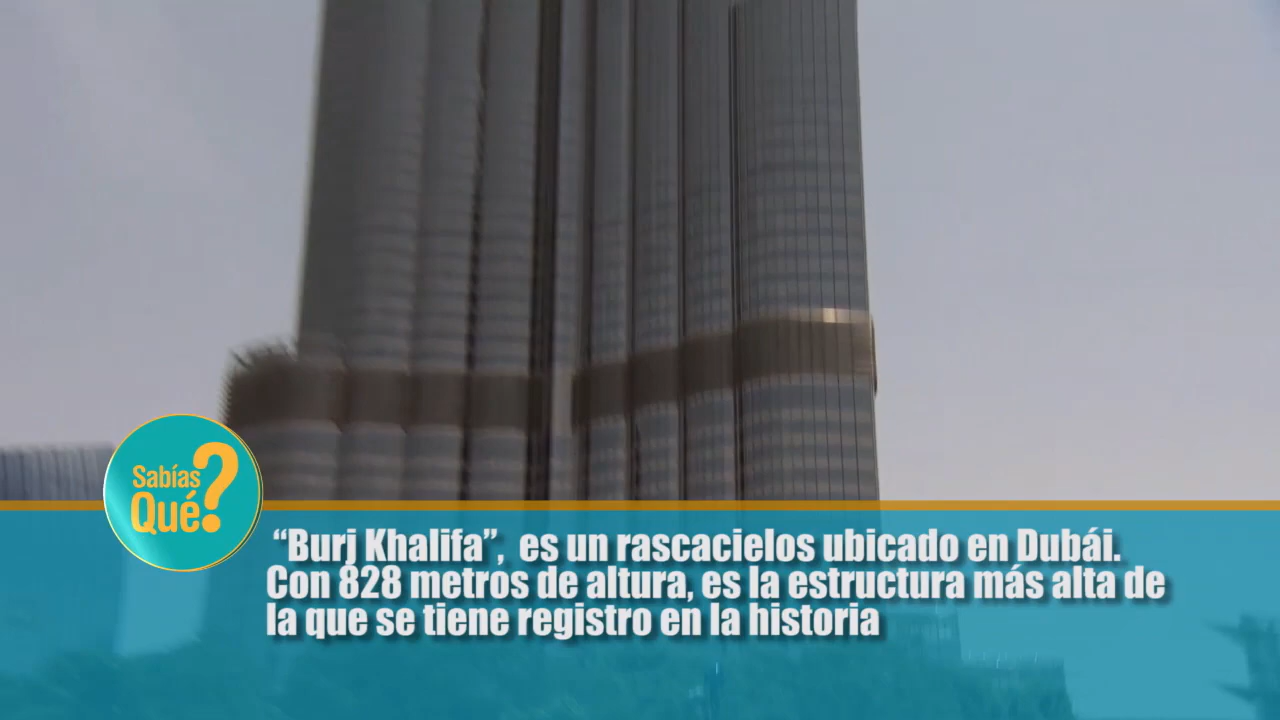 Sabías
Qué?
“Burj Khalifa”, es un rascacielos ubicado en Dubái.
Con 828 metros de altura, es la estructura más alta de
la que se tiene registro en la historia